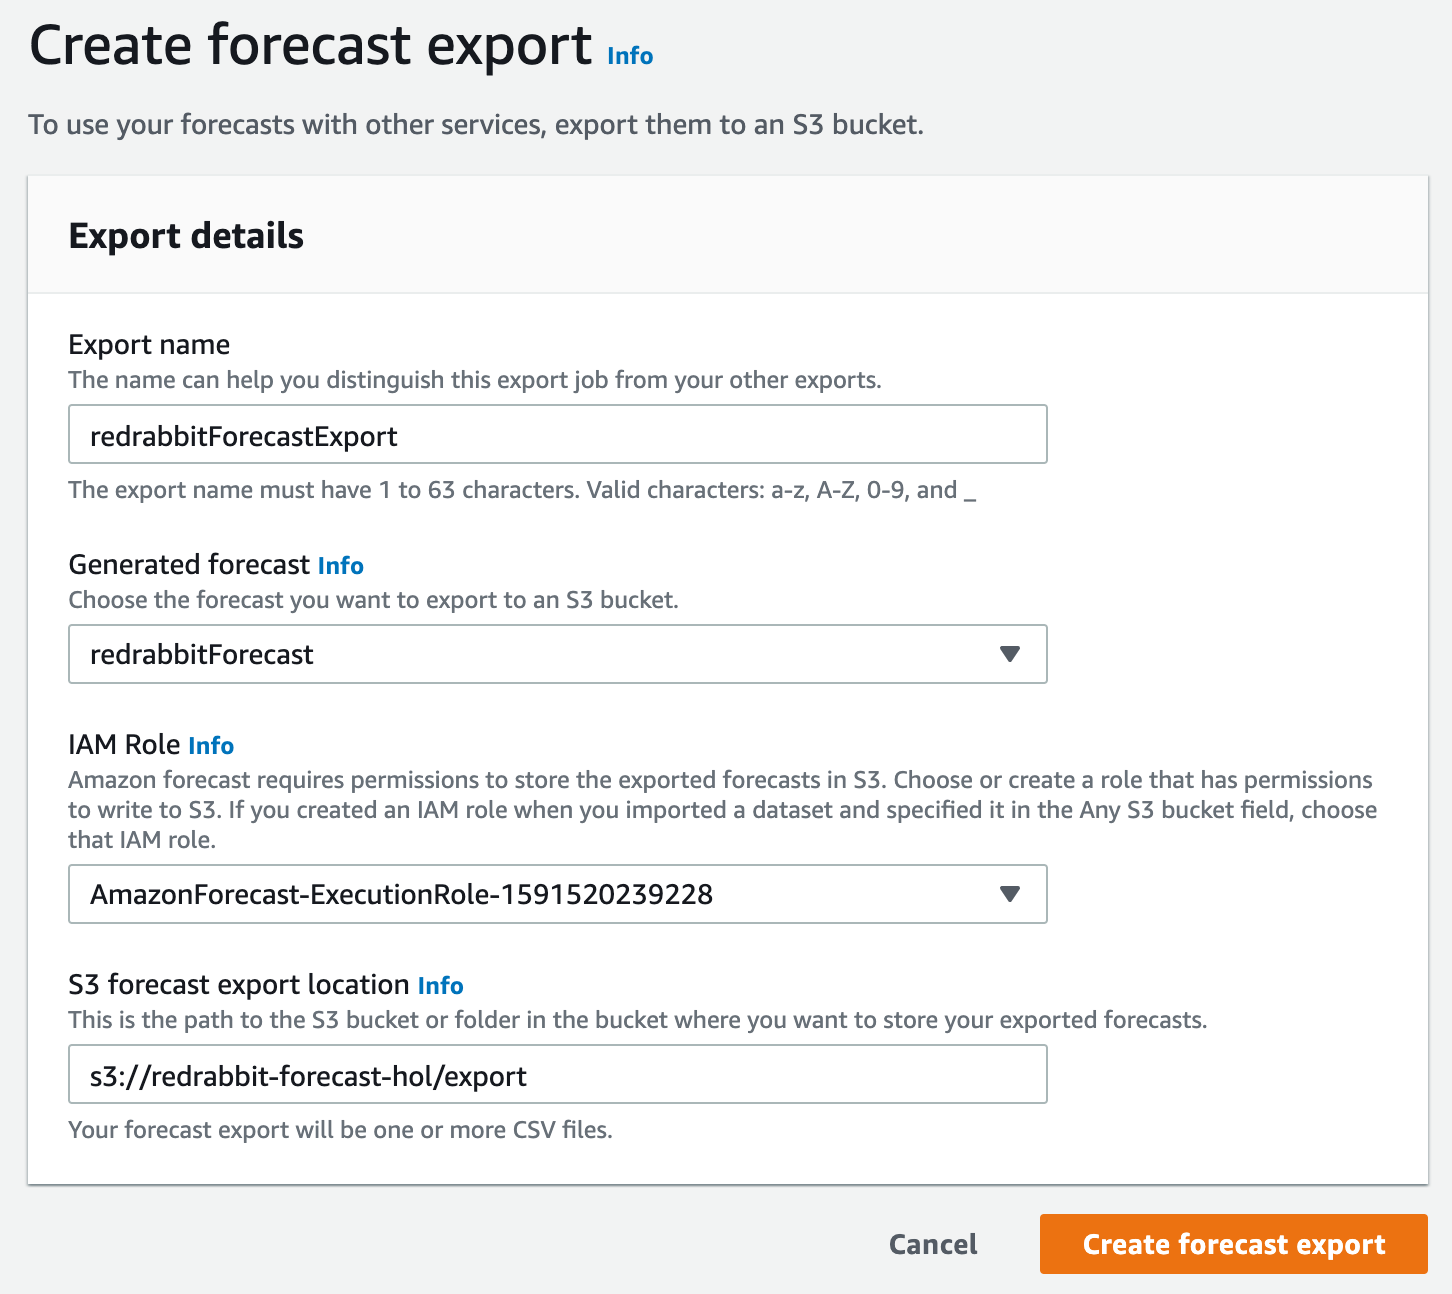 Create forecast export Info
To use your forecasts with other services, export them to an S3 bucket.
Export details
Export name
The name can help you distinguish this export job from your other exports.
redrabbitForecastExport
The export name must have 1 to 63 characters. Valid characters: a-z, A-Z, 0-9, and _
Generated forecast Info
Choose the forecast you want to export to an S3 bucket.
redrabbitForecast
IAM Role Info
Amazon forecast requires permissions to store the exported forecasts in S3. Choose or create a role that has permissions
to write to S3. If you created an IAM role when you imported a dataset and specified it in the Any S3 bucket field, choose
that IAM role.
AmazonForecast-ExecutionRole-1591520239228
S3 forecast export location Info
This is the path to the S3 bucket or folder in the bucket where you want to store your exported forecasts.
s3://redrabbit-forecast-hol/export
Your forecast export will be one or more CSV files.
Cancel
Create forecast export